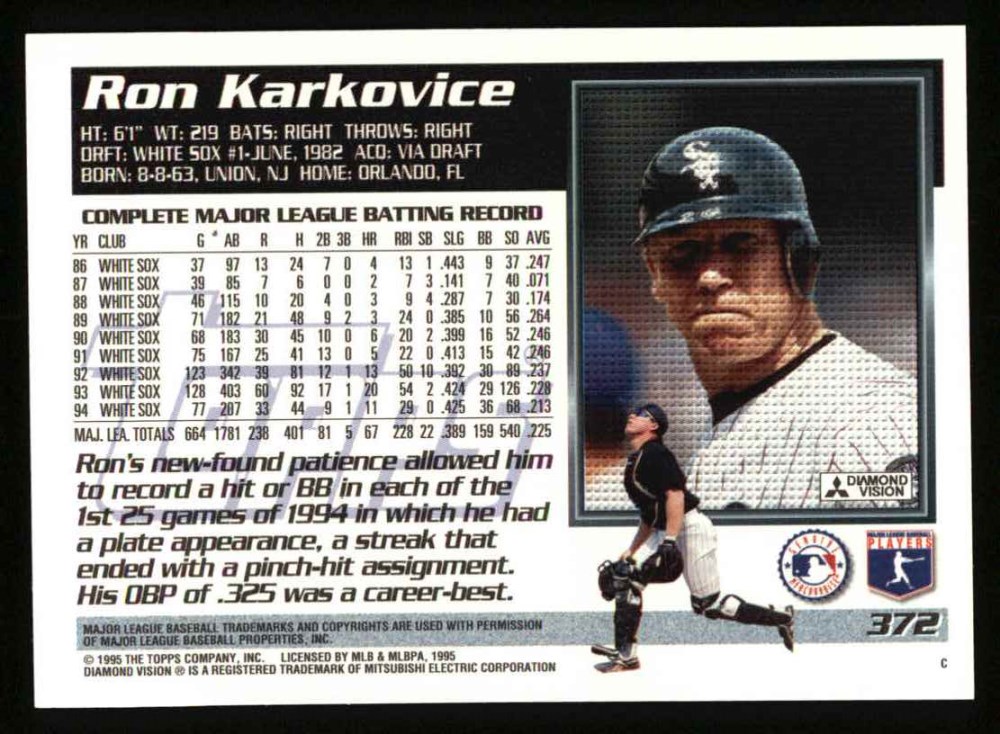 Ron Karkovice
HT: 6'1" WT: 219 BATS: RIGHT THROWS: RIGHT
DRFT: WHITE SOX #1-JUNE, 1982 ACQ: VIA DRAFT
BORN: 8-8-63, UNION, NJ HOME: ORLANDO, FL
COMPLETE MAJOR LEAGUE BATTING RECORD
YR CLUB G AB R H 2B 3B HR RBI SB SLG BB SO AVG
86 WHITE SOX 37 97 13 24 7 0 4 13 1 .443 9 37 .247
87 WHITE SOX 39 85 7 6 0 0 2 7 3 .141 7 40 .071
88 WHITE SOX 46 115 10 20 4 0 3 9 4 .287 7 30 .174
89 WHITE SOX 71 182 21 48 9 2 3 24 0 .385 10 56 .264
90 WHITE SOX 68 183 30 45 10 0 6 20 2 .399 16 52 .246
91 WHITE SOX 75 167 25 41 13 0 5 22 0 .413 15 42 .246
92 WHITE SOX 123 342 39 81 12 1 13 50 10 .392 30 89 .237
93 WHITE SOX 128 403 60 92 17 1 20 54 2 .424 29 126 .228
94 WHITE SOX 77 207 33 44 9 1 11 29 0 .425 36 68 .213
MAJ. LEA. TOTALS 664 1781 238 401 81 5 67 228 22 .389 159 540 .225
Topps
Ron's new-found patience allowed him
to record a hit or BB in each of the
1st 25 games of 1994 in which he had
a plate appearance, a streak that
ended with a pinch-hit assignment.
His OBP of .325 was a career-best.
Sox
DIAMOND
VISION
GENUINE
MERCHANDISE
MAJOR LEAGUE BASEBALL
PLAYERS
372
MAJOR LEAGUE BASEBALL TRADEMARKS AND COPYRIGHTS ARE USED WITH PERMISSION
OF MAJOR LEAGUE BASEBALL PROPERTIES, INC.
© 1995 THE TOPPS COMPANY, INC. LICENSED BY MLB & MLBPA, 1995
DIAMOND VISION ® IS A REGISTERED TRADEMARK OF MITSUBISHI ELECTRIC CORPORATION
C